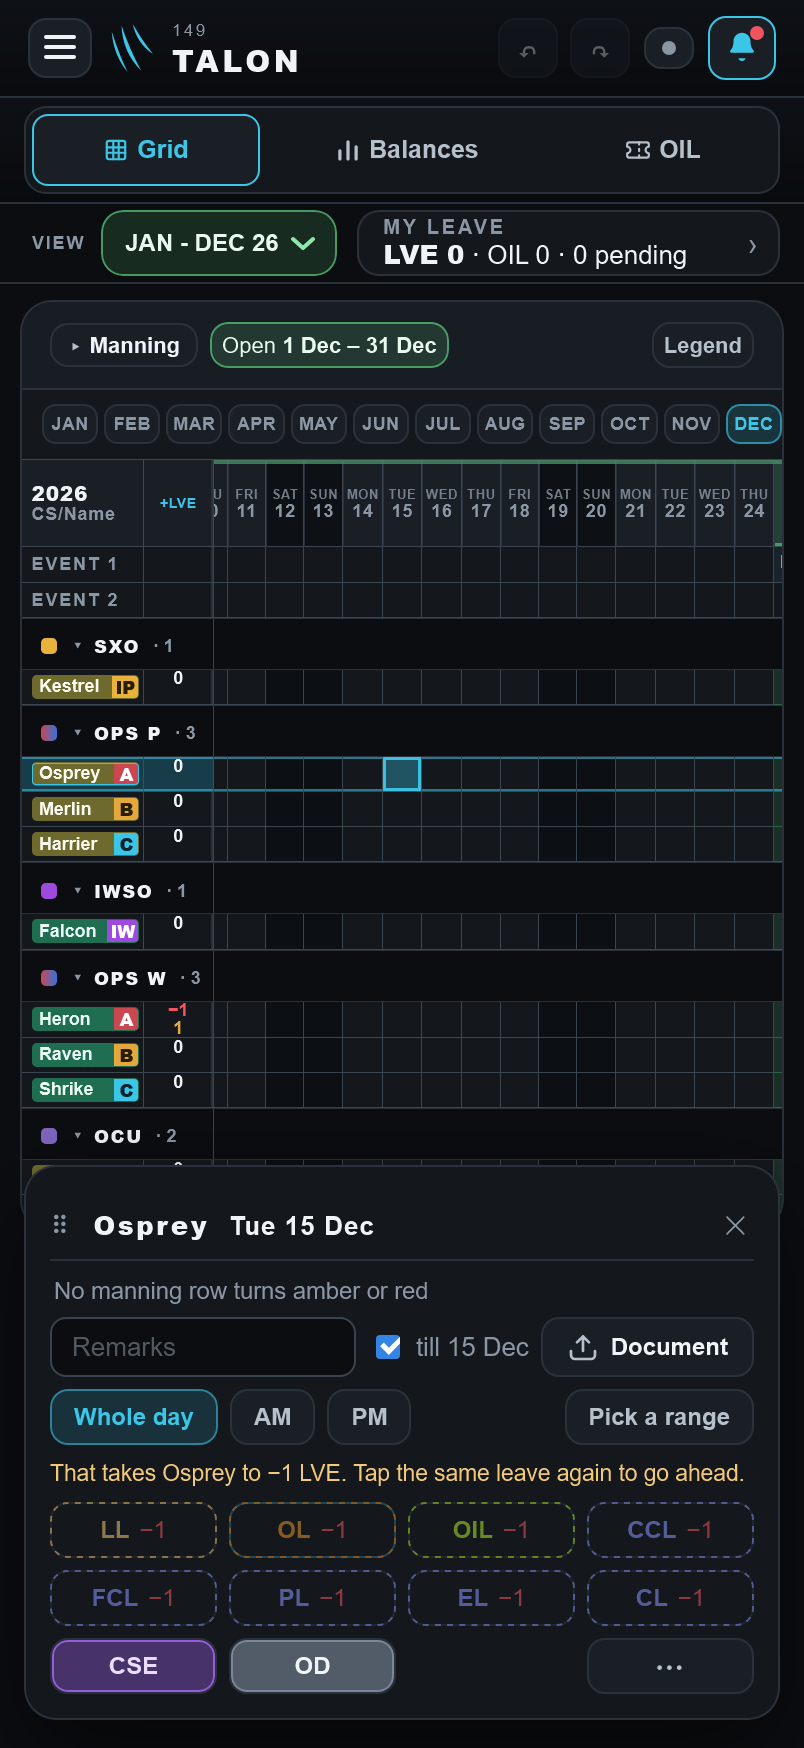 149
TALON
Grid
Balances
OIL
VIEW
JAN - DEC 26
MY LEAVE
LVE 0 · OIL 0 · 0 pending
Manning
Open 1 Dec – 31 Dec
Legend
JAN FEB MAR APR MAY JUN JUL AUG SEP OCT NOV DEC
2026
CS/Name
+LVE
FRI 11
SAT 12
SUN 13
MON 14
TUE 15
WED 16
THU 17
FRI 18
SAT 19
SUN 20
MON 21
TUE 22
WED 23
THU 24
EVENT 1
EVENT 2
SXO · 1
Kestrel IP 0
OPS P · 3
Osprey A 0
Merlin B 0
Harrier C 0
IWSO · 1
Falcon IW 0
OPS W · 3
Heron A −1 1
Raven B 0
Shrike C 0
OCU · 2
Osprey Tue 15 Dec
No manning row turns amber or red
Remarks
till 15 Dec
Document
Whole day
AM
PM
Pick a range
That takes Osprey to −1 LVE. Tap the same leave again to go ahead.
LL −1
OL −1
OIL −1
CCL −1
FCL −1
PL −1
EL −1
CL −1
CSE
OD
...